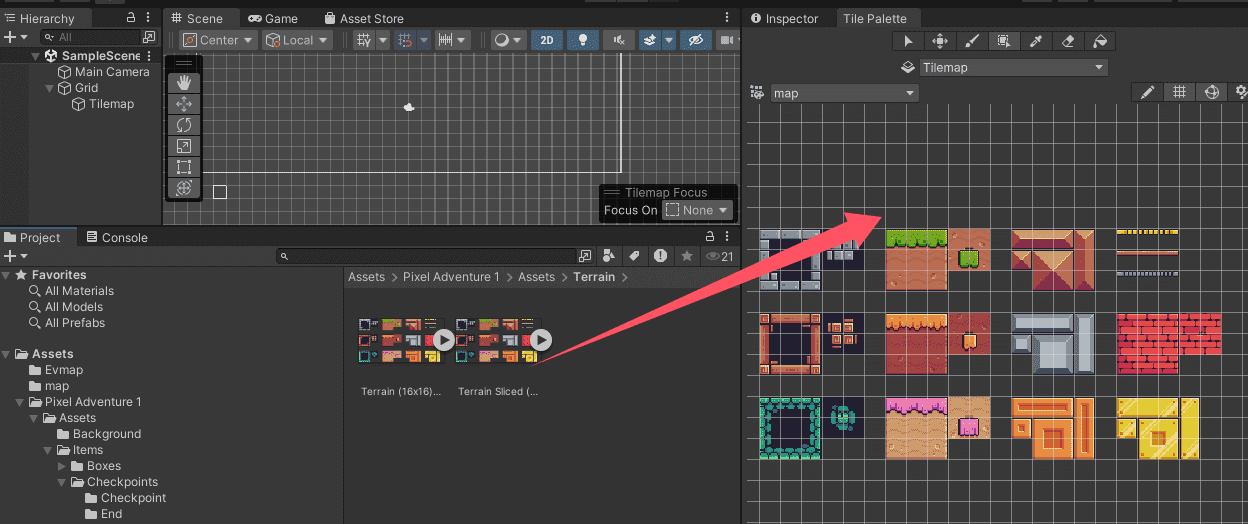 Hierarchy
All
SampleScene
Main Camera
Grid
Tilemap
Scene
Game
Asset Store
Center
Local
2D
Tilemap Focus
Focus On
None
Project
Console
21
Favorites
All Materials
All Models
All Prefabs
Assets
Evmap
map
Pixel Adventure 1
Assets
Background
Items
Boxes
Checkpoints
Checkpoint
End
Assets > Pixel Adventure 1 > Assets > Terrain >
Terrain (16x16)...
Terrain Sliced (...
Inspector
Tile Palette
Tilemap
map